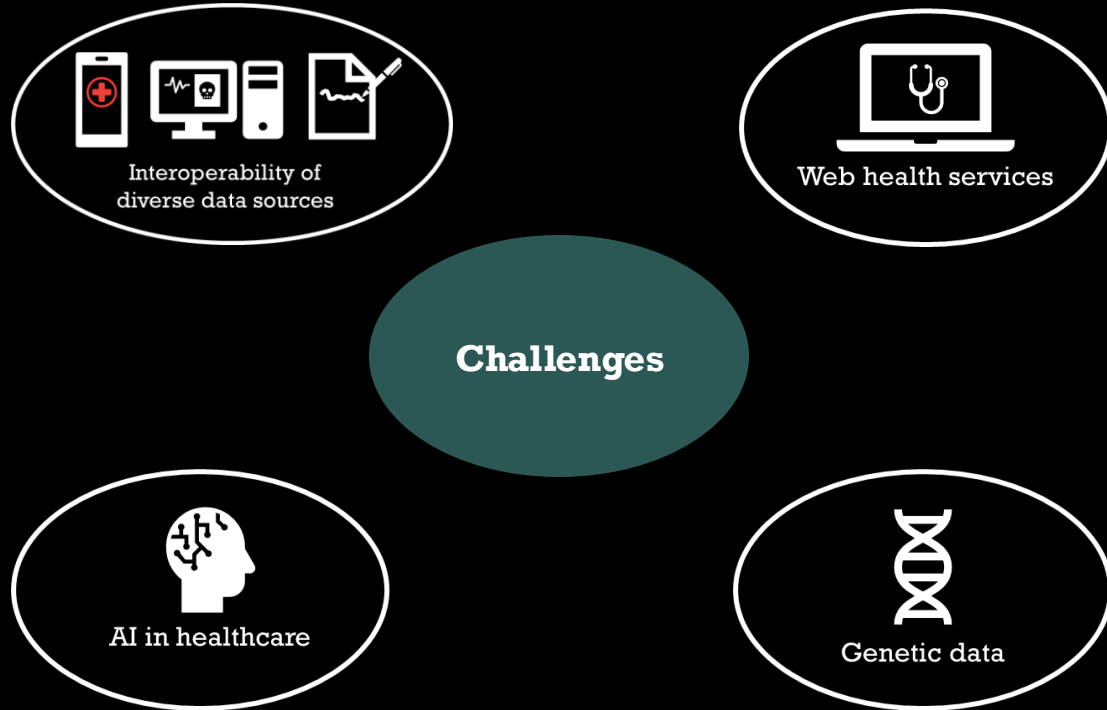 Interoperability of
diverse data sources
Web health services
Challenges
AI in healthcare
Genetic data